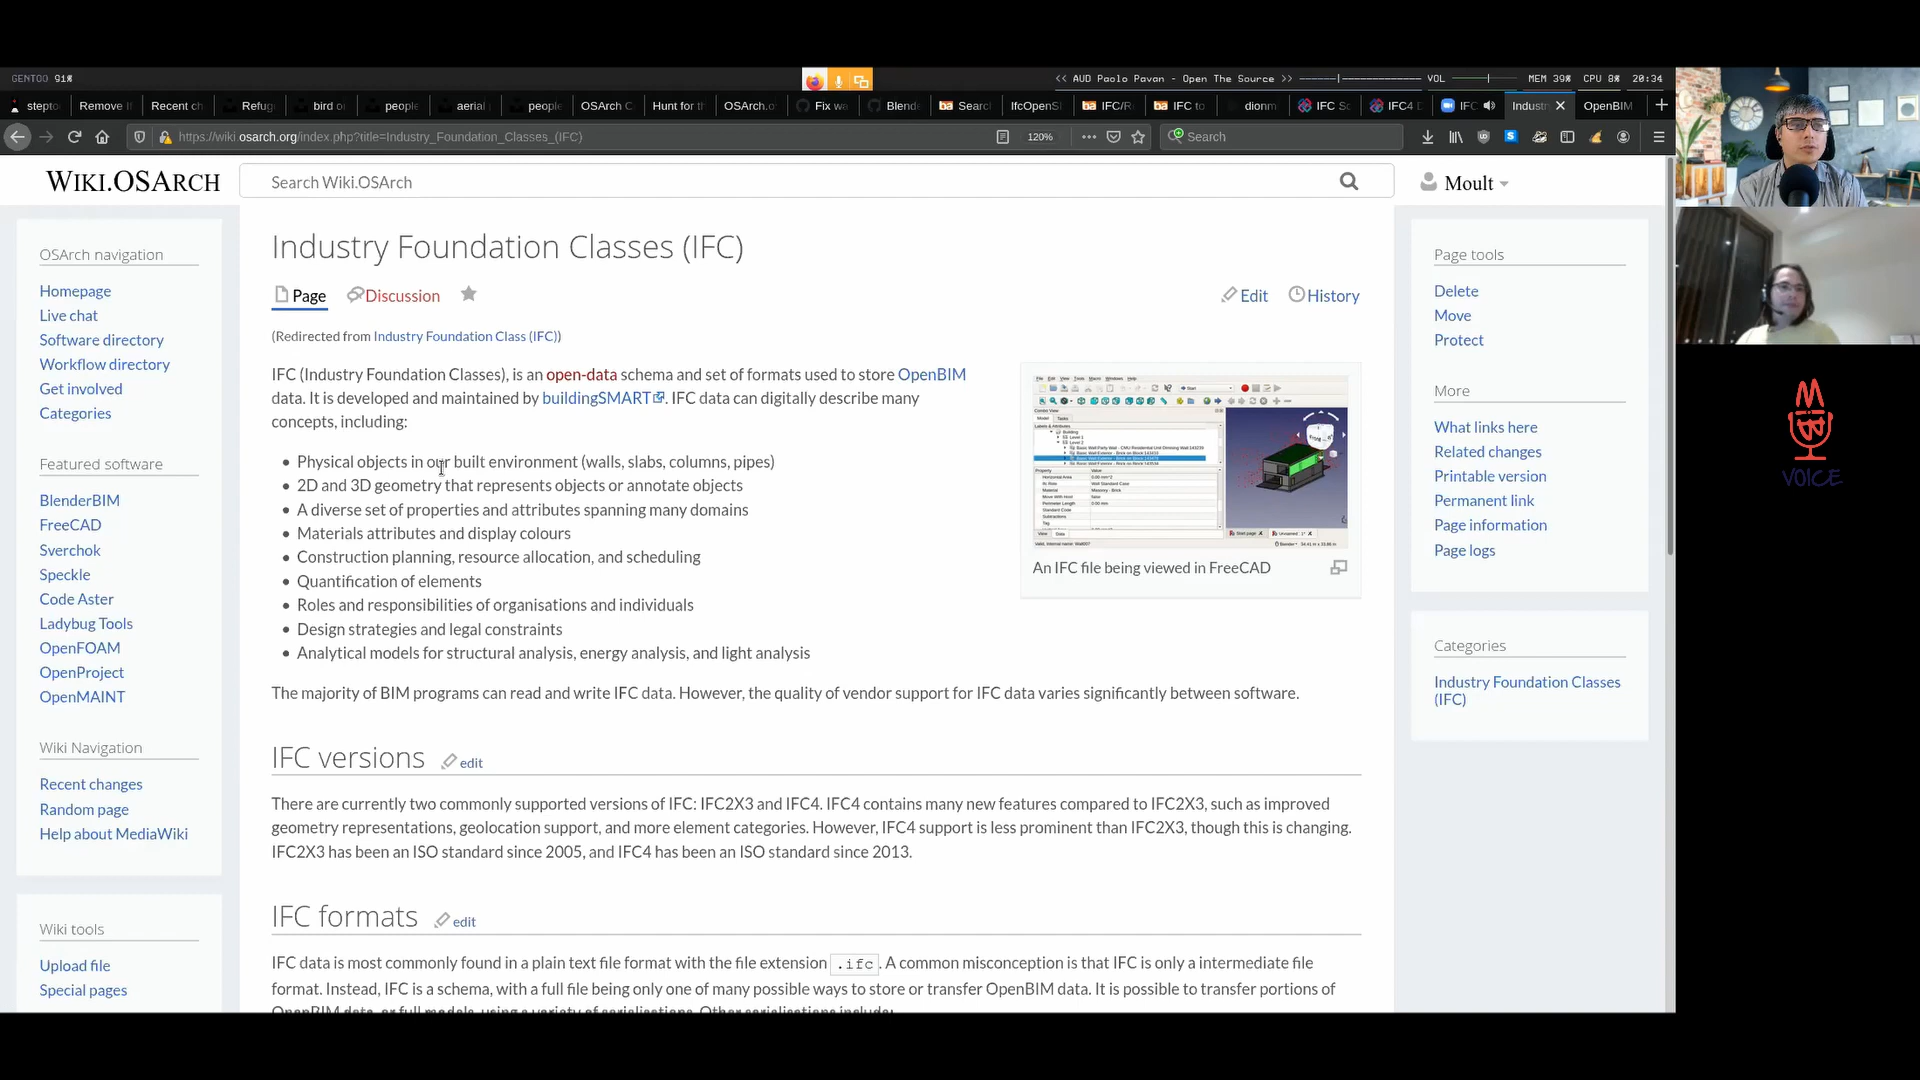 GENTOO 91%
<< AUD Paolo Pavan - Open The Source >>
VOL
MEM 39% CPU 8% 20:34
stepto
Remove I
Recent ch
Refug
bird o
people
aerial
people
OSArch C
Hunt for t
OSArch.o
Fix wa
Blende
Search
IfcOpenS
IFC/R
IFC to
dionm
IFC Sc
IFC4 D
IFC
Indust
OpenBIM
https://wiki.osarch.org/index.php?title=Industry_Foundation_Classes_(IFC)
120%
Search
WIKI.OSARCH
Search Wiki.OSArch
Moult
OSArch navigation
Homepage
Live chat
Software directory
Workflow directory
Get involved
Categories
Featured software
BlenderBIM
FreeCAD
Sverchok
Speckle
Code Aster
Ladybug Tools
OpenFOAM
OpenProject
OpenMAINT
Wiki Navigation
Recent changes
Random page
Help about MediaWiki
Wiki tools
Upload file
Special pages
Industry Foundation Classes (IFC)
Page
Discussion
Edit
History
(Redirected from Industry Foundation Class (IFC))
IFC (Industry Foundation Classes), is an open-data schema and set of formats used to store OpenBIM
data. It is developed and maintained by buildingSMART. IFC data can digitally describe many
concepts, including:
Physical objects in our built environment (walls, slabs, columns, pipes)
2D and 3D geometry that represents objects or annotate objects
A diverse set of properties and attributes spanning many domains
Materials attributes and display colours
Construction planning, resource allocation, and scheduling
Quantification of elements
Roles and responsibilities of organisations and individuals
Design strategies and legal constraints
Analytical models for structural analysis, energy analysis, and light analysis
An IFC file being viewed in FreeCAD
The majority of BIM programs can read and write IFC data. However, the quality of vendor support for IFC data varies significantly between software.
IFC versions
edit
There are currently two commonly supported versions of IFC: IFC2X3 and IFC4. IFC4 contains many new features compared to IFC2X3, such as improved
geometry representations, geolocation support, and more element categories. However, IFC4 support is less prominent than IFC2X3, though this is changing.
IFC2X3 has been an ISO standard since 2005, and IFC4 has been an ISO standard since 2013.
IFC formats
edit
IFC data is most commonly found in a plain text file format with the file extension .ifc. A common misconception is that IFC is only a intermediate file
format. Instead, IFC is a schema, with a full file being only one of many possible ways to store or transfer OpenBIM data. It is possible to transfer portions of
OpenBIM data, or full models, using a variety of serialisations. Other serialisations include:
Page tools
Delete
Move
Protect
More
What links here
Related changes
Printable version
Permanent link
Page information
Page logs
Categories
Industry Foundation Classes
(IFC)
VOICE